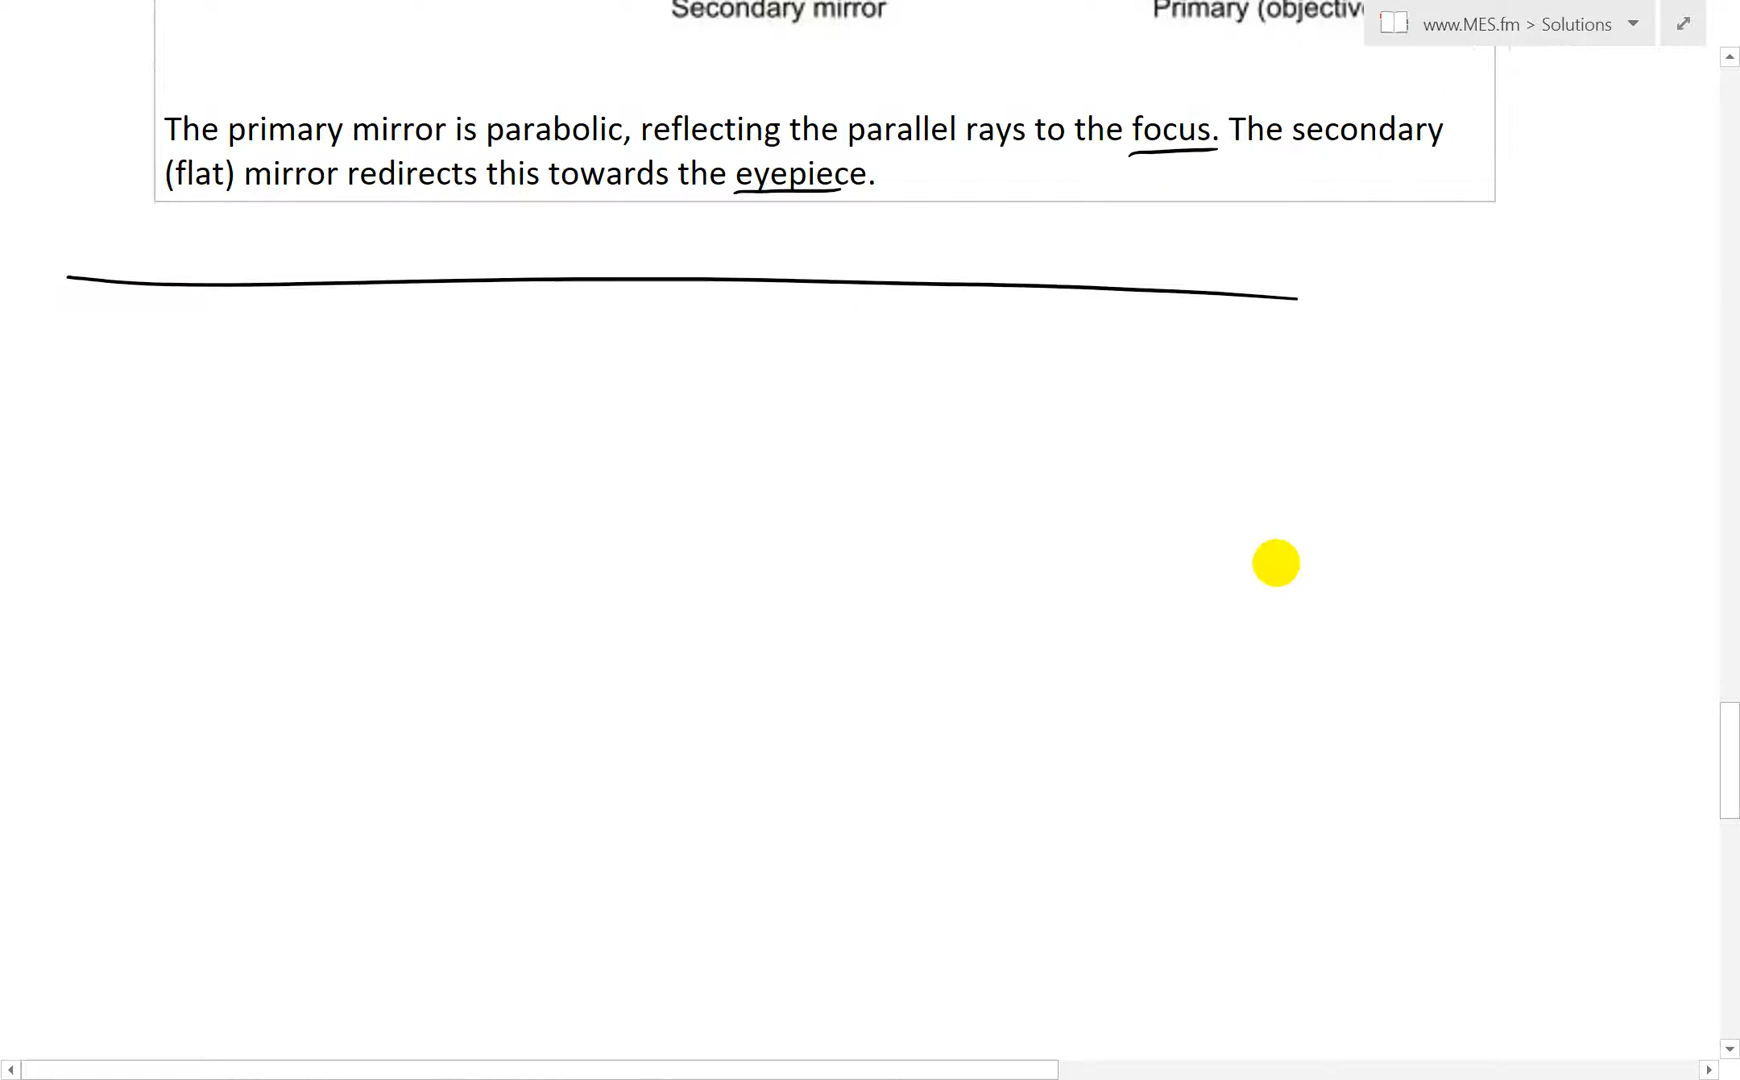 Secondary mirror Primary (objectiv
www.MES.fm > Solutions
The primary mirror is parabolic, reflecting the parallel rays to the focus. The secondary
(flat) mirror redirects this towards the eyepiece.